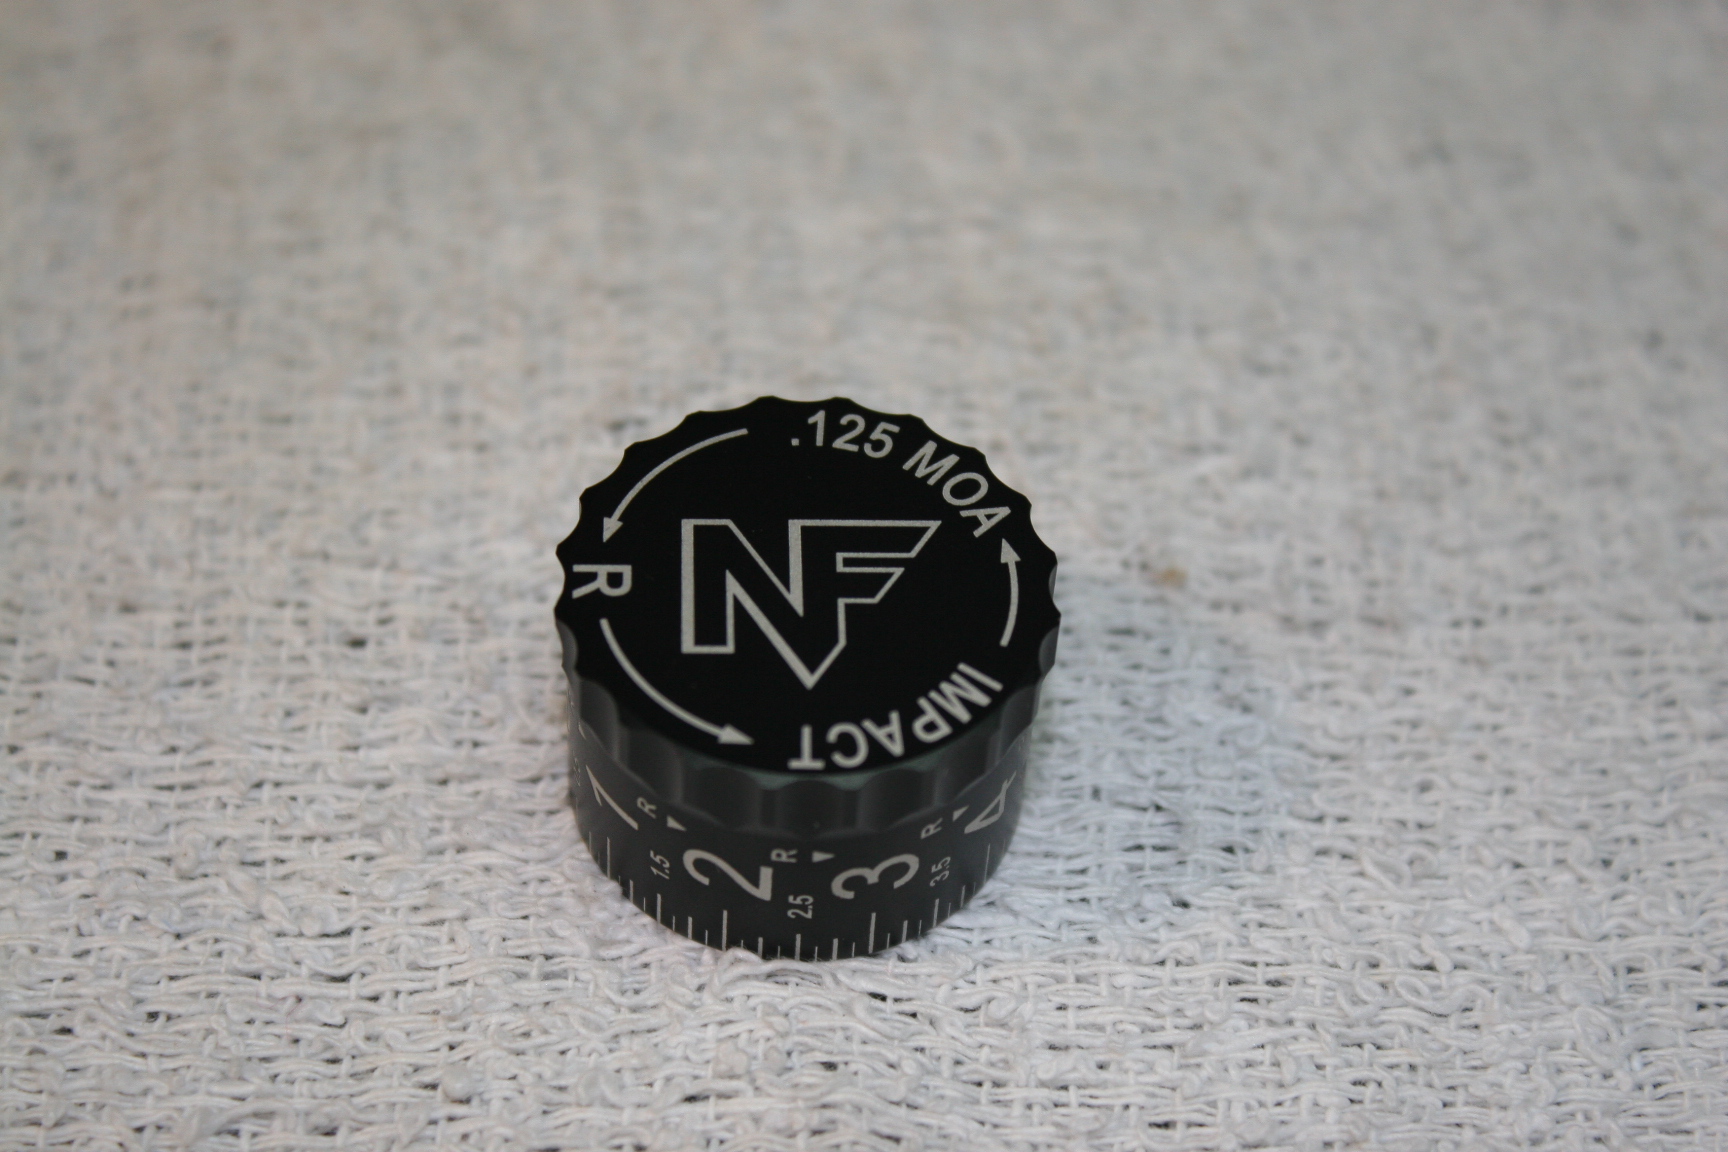 .125 MOA
R
NF
IMPACT
1 R 2 R 3 R 4
1.5 2.5 3.5